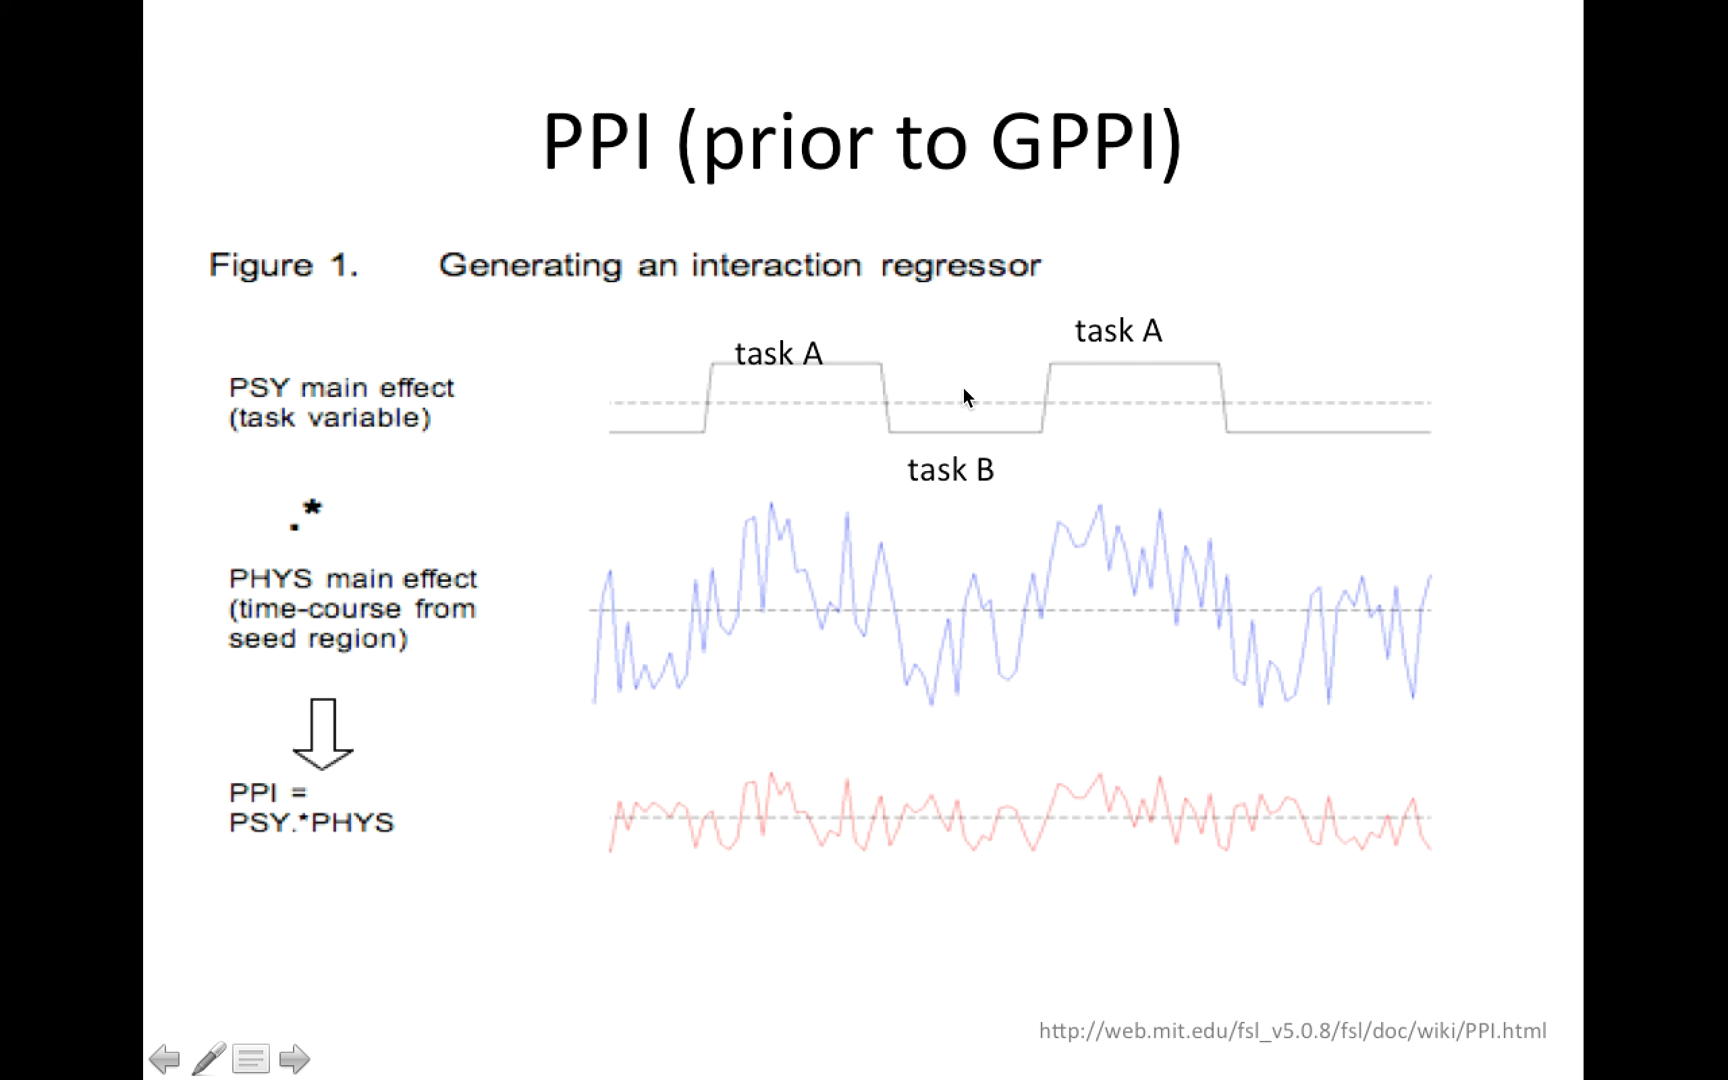 PPI (prior to GPPI)
Figure 1. Generating an interaction regressor
task A
task A
PSY main effect
(task variable)
task B
.*
PHYS main effect
(time-course from
seed region)
PPI =
PSY.*PHYS
http://web.mit.edu/fsl_v5.0.8/fsl/doc/wiki/PPI.html